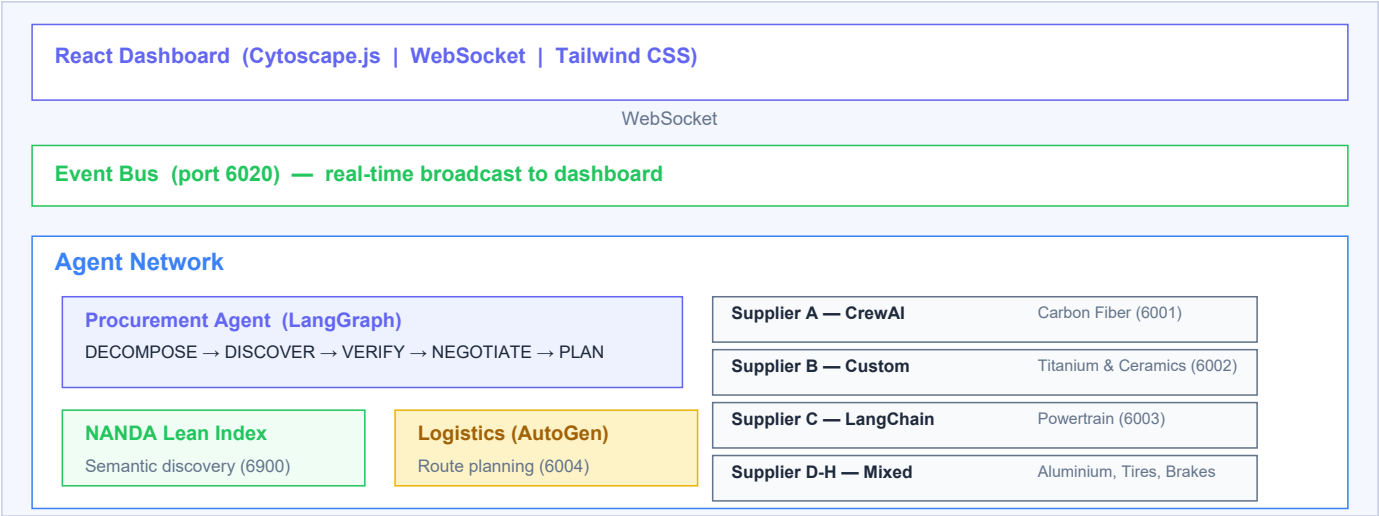 React Dashboard (Cytoscape.js | WebSocket | Tailwind CSS)
WebSocket
Event Bus (port 6020) — real-time broadcast to dashboard
Agent Network
Procurement Agent (LangGraph)
DECOMPOSE → DISCOVER → VERIFY → NEGOTIATE → PLAN
NANDA Lean Index
Semantic discovery (6900)
Logistics (AutoGen)
Route planning (6004)
Supplier A — CrewAI Carbon Fiber (6001)
Supplier B — Custom Titanium & Ceramics (6002)
Supplier C — LangChain Powertrain (6003)
Supplier D-H — Mixed Aluminium, Tires, Brakes